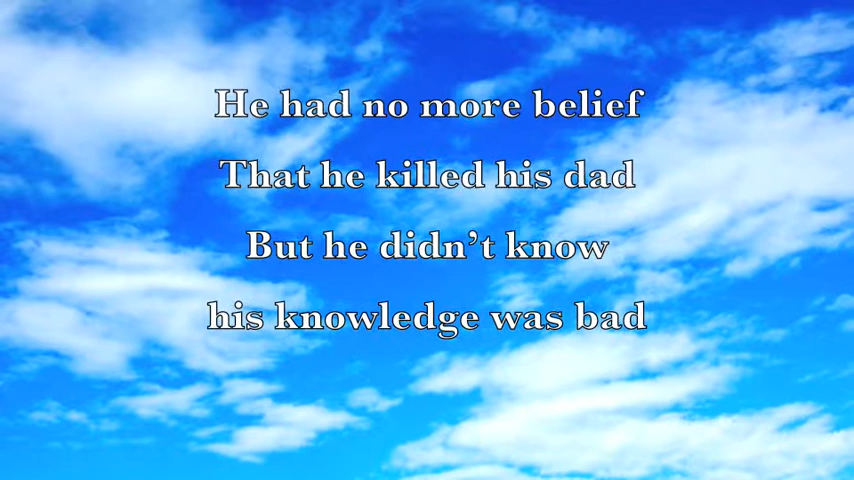 He had no more belief
That he killed his dad
But he didn’t know
his knowledge was bad